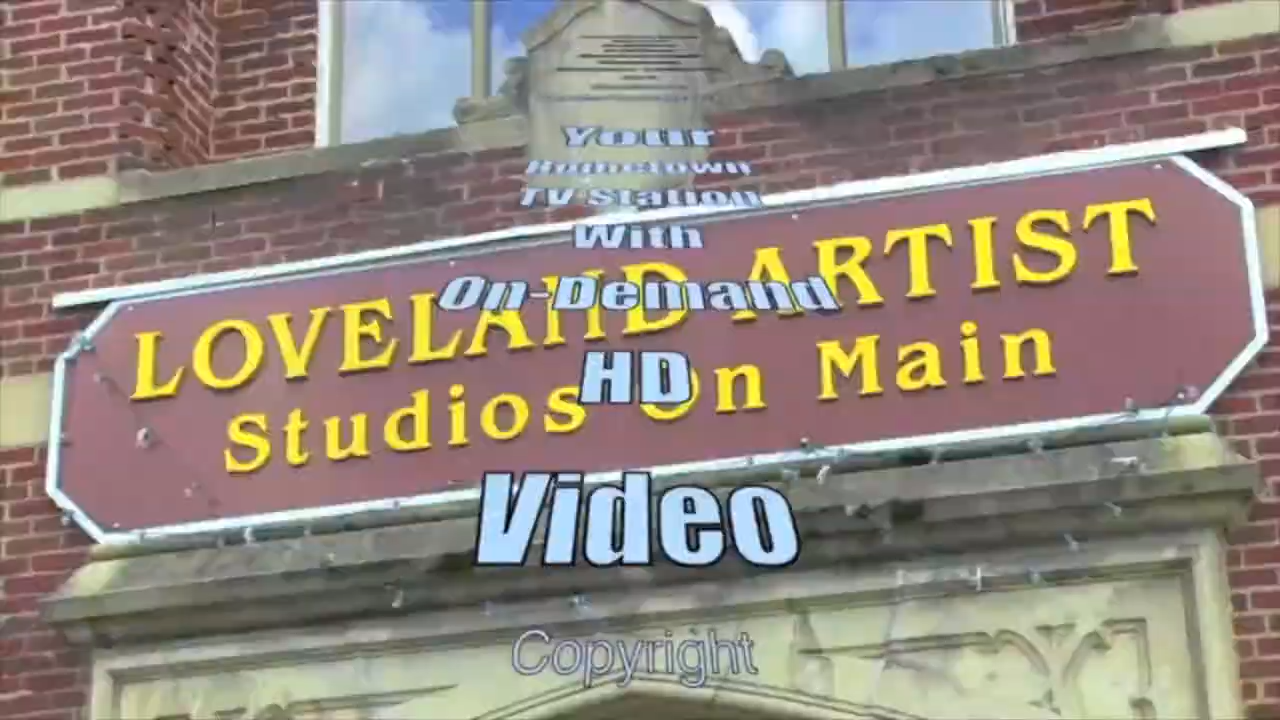 Your
Hometown
TV Station
With
On-Demand
HD
Video
LOVELAND ARTIST
Studios On Main
Copyright